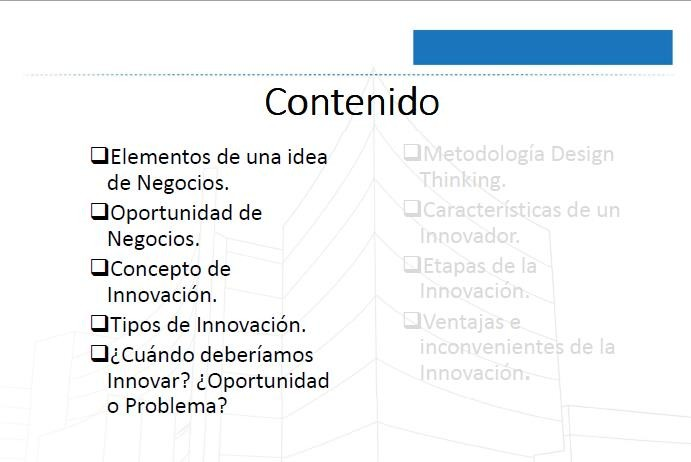 Contenido
❑Elementos de una idea
de Negocios.
❑Oportunidad de
Negocios.
❑Concepto de
Innovación.
❑Tipos de Innovación.
❑¿Cuándo deberíamos
Innovar? ¿Oportunidad
o Problema?
❑Metodología Design
Thinking.
❑Características de un
Innovador.
❑Etapas de la
Innovación.
❑Ventajas e
inconvenientes de la
Innovación.